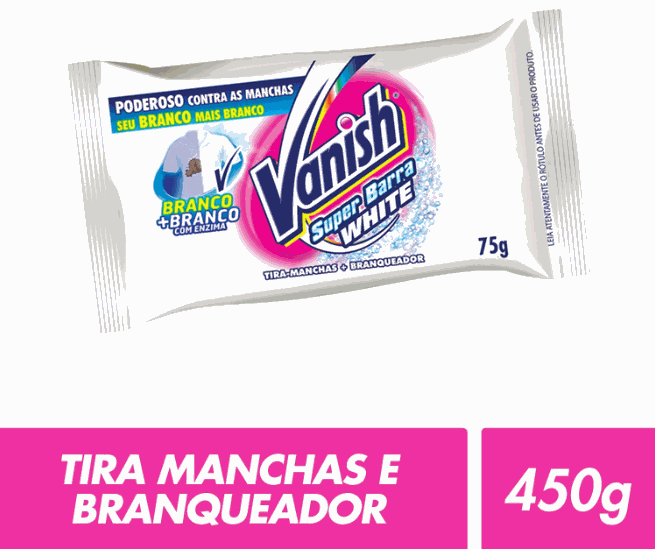 PODEROSO CONTRA AS MANCHAS
SEU BRANCO MAIS BRANCO
Vanish®
Super Barra
WHITE
BRANCO
+BRANCO
COM ENZIMA
TIRA-MANCHAS + BRANQUEADOR
75g
LEIA ATENTAMENTE O RÓTULO ANTES DE USAR O PRODUTO.
TIRA MANCHAS E
BRANQUEADOR
450g